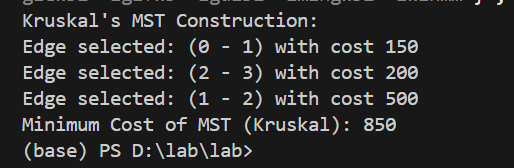 Kruskal's MST Construction:
Edge selected: (0 - 1) with cost 150
Edge selected: (2 - 3) with cost 200
Edge selected: (1 - 2) with cost 500
Minimum Cost of MST (Kruskal): 850
(base) PS D:\lab\lab>